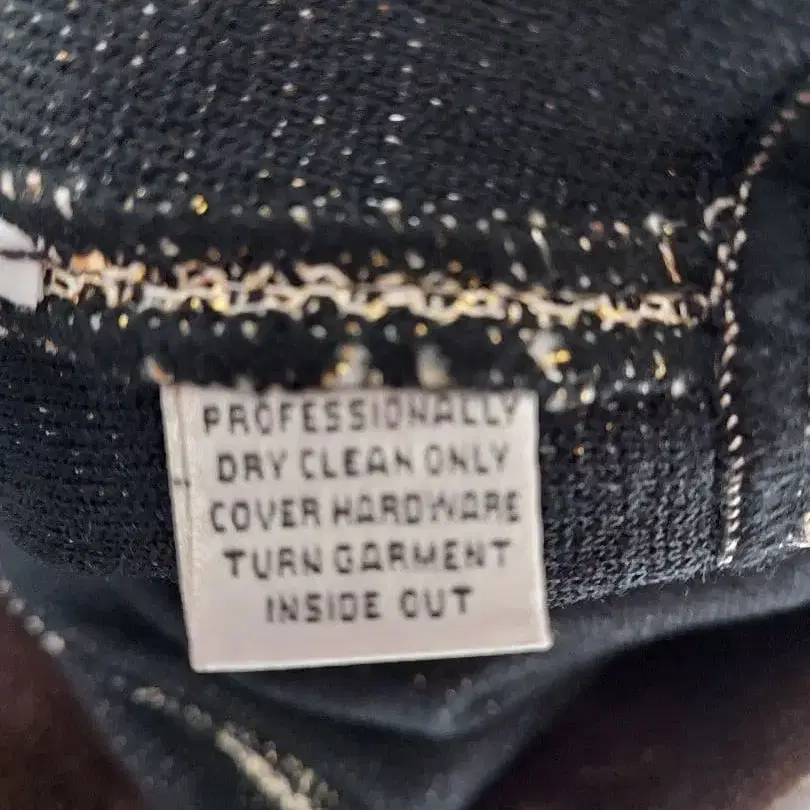 PROFESSIONALLY
DRY CLEAN ONLY
COVER HARDWARE
TURN GARMENT
INSIDE OUT